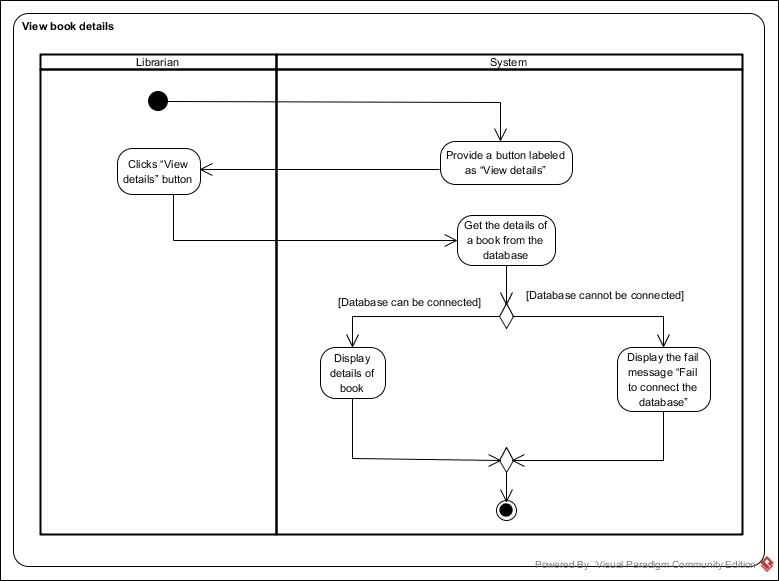 View book details
Librarian
System
Provide a button labeled
as “View details”
Clicks “View
details” button
Get the details of
a book from the
database
[Database can be connected]
[Database cannot be connected]
Display
details of
book
Display the fail
message “Fail
to connect the
database”
Powered By Visual Paradigm Community Edition